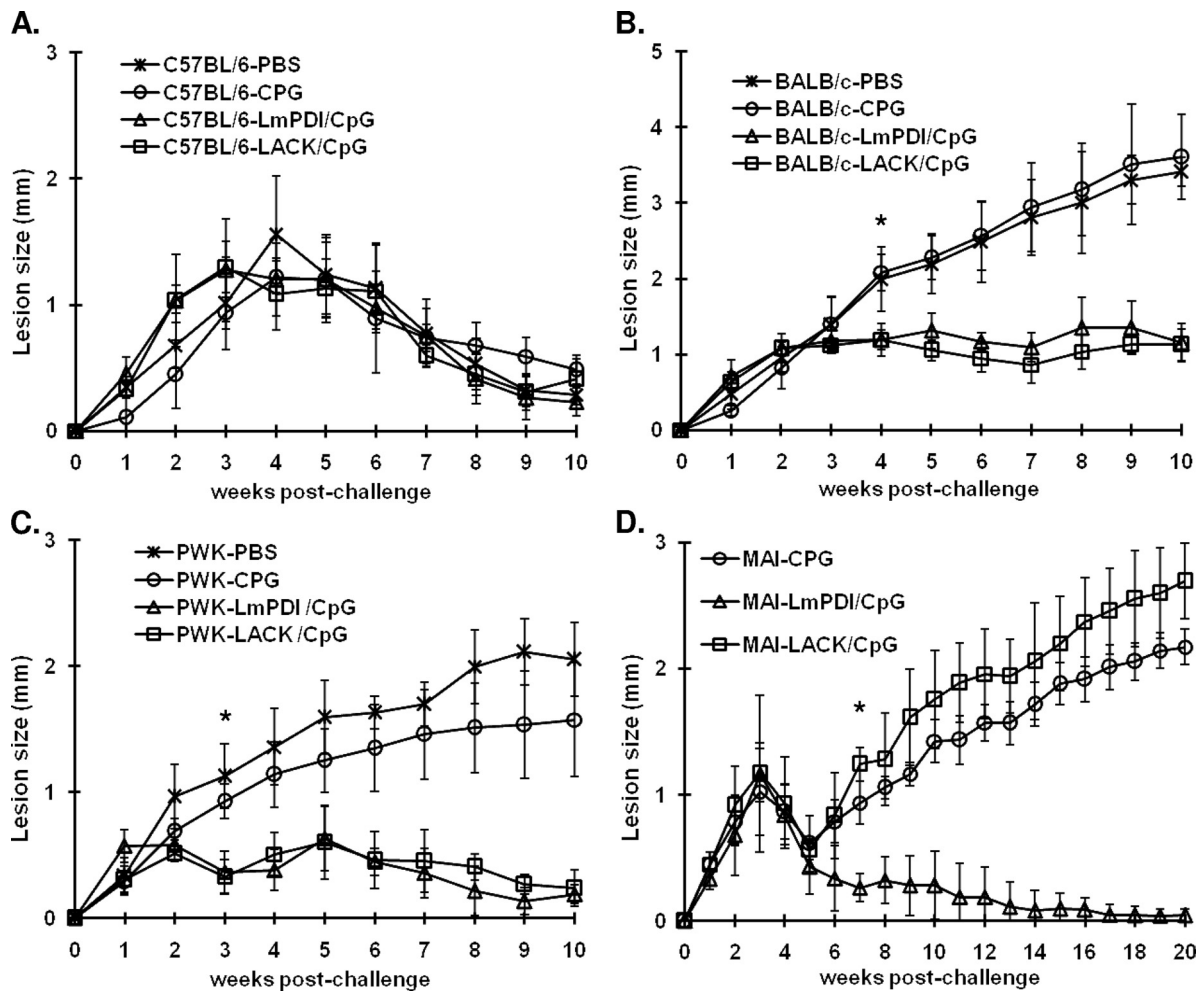 A.
C57BL/6-PBS
C57BL/6-CPG
C57BL/6-LmPDI/CpG
C57BL/6-LACK/CpG
Lesion size (mm)
3
2
1
0
0 1 2 3 4 5 6 7 8 9 10
weeks post-challenge
B.
BALB/c-PBS
BALB/c-CPG
BALB/c-LmPDI/CpG
BALB/c-LACK/CpG
Lesion size (mm)
5
4
3
2
1
0
*
0 1 2 3 4 5 6 7 8 9 10
weeks post-challenge
C.
PWK-PBS
PWK-CPG
PWK-LmPDI /CpG
PWK-LACK /CpG
Lesion size (mm)
3
2
1
0
*
0 1 2 3 4 5 6 7 8 9 10
weeks post-challenge
D.
MAI-CPG
MAI-LmPDI/CpG
MAI-LACK/CpG
Lesion size (mm)
3
2
1
0
*
0 2 4 6 8 10 12 14 16 18 20
weeks post-challenge